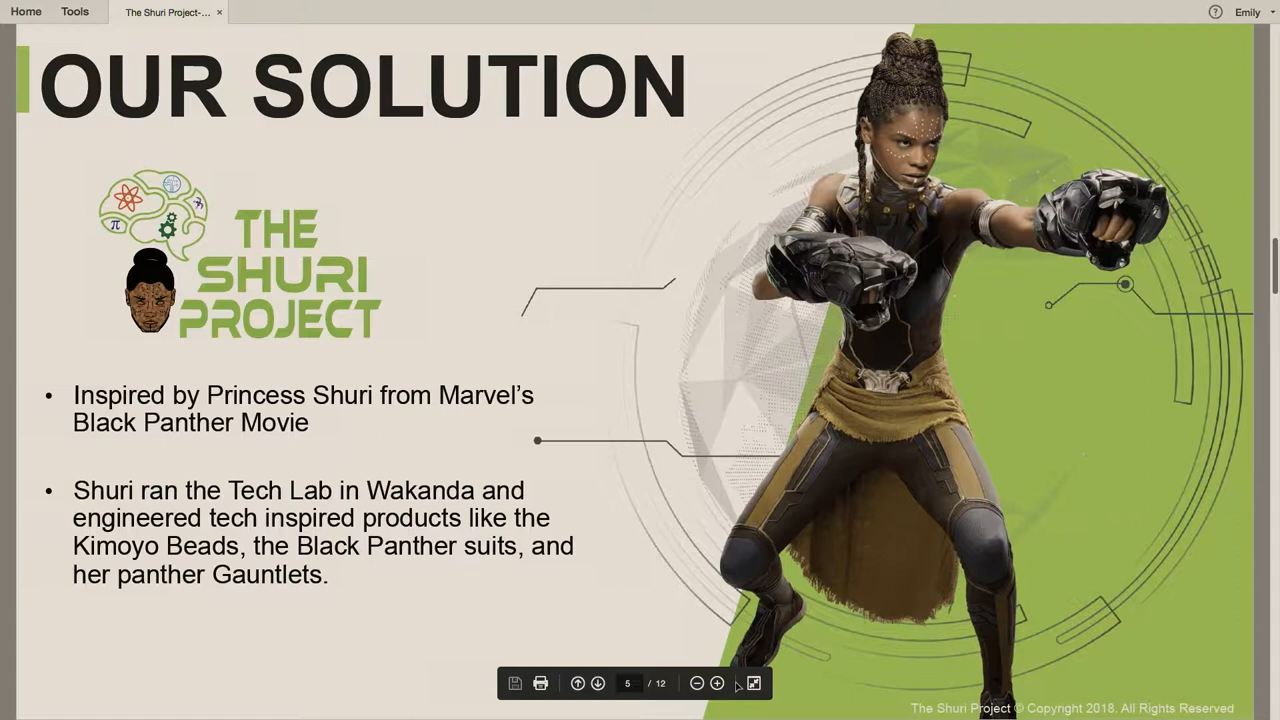 Home
Tools
The Shuri Project-...
×
?
Emily
OUR SOLUTION
π
THE
SHURI
PROJECT
• Inspired by Princess Shuri from Marvel’s
Black Panther Movie
• Shuri ran the Tech Lab in Wakanda and
engineered tech inspired products like the
Kimoyo Beads, the Black Panther suits, and
her panther Gauntlets.
5 / 12
The Shuri Project © Copyright 2018. All Rights Reserved